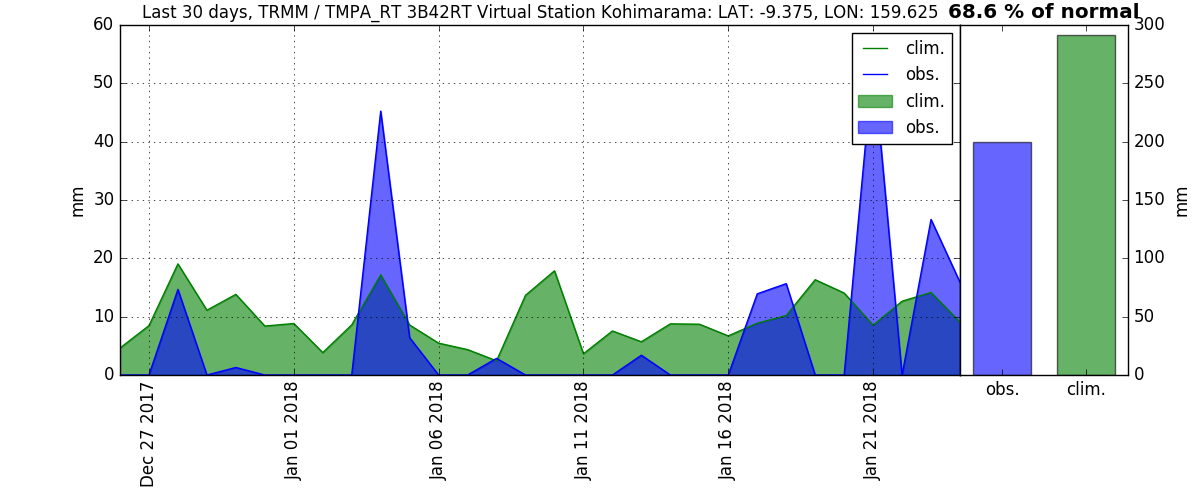 Last 30 days, TRMM / TMPA_RT 3B42RT Virtual Station Kohimarama: LAT: -9.375, LON: 159.625 68.6 % of normal
60
50
40
30
20
10
0
mm
clim.
obs.
clim.
obs.
300
250
200
150
100
50
0
mm
Dec 27 2017
Jan 01 2018
Jan 06 2018
Jan 11 2018
Jan 16 2018
Jan 21 2018
obs.
clim.